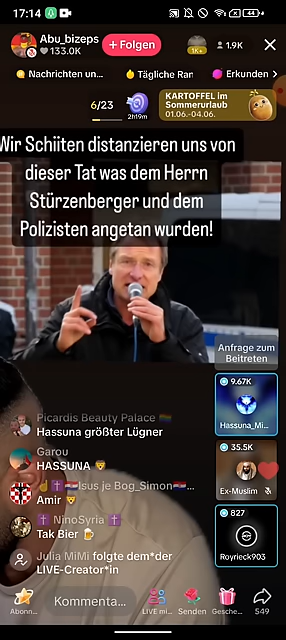 17:14
44
Abu_bizeps
133.0K
+ Folgen
1K+
1.9K
Nachrichten un...
Tägliche Ran
Erkunden >
6/23
2h19m
KARTOFFEL im
Sommerurlaub
01.06.-04.06.
Wir Schiiten distanzieren uns von
dieser Tat was dem Herrn
Stürzenberger und dem
Polizisten angetan wurden!
Anfrage zum
Beitreten
9.67K
Hassuna_Mi...
Picardis Beauty Palace 🏳️‍🌈
Hassuna größter Lügner
35.5K
Ex-Muslim
Garou
HASSUNA 🦁
☝️✝️🇭🇷Isus je Bog_Simon🇭🇷...
Amir 🦁
827
Royrieck903
✝️ NinoSyria ✝️
Tak Bier 🍺
Julia MiMi folgte dem*der
LIVE-Creator*in
Abonn...
Kommenta...
LIVE mi...
Senden
Gesche...
549